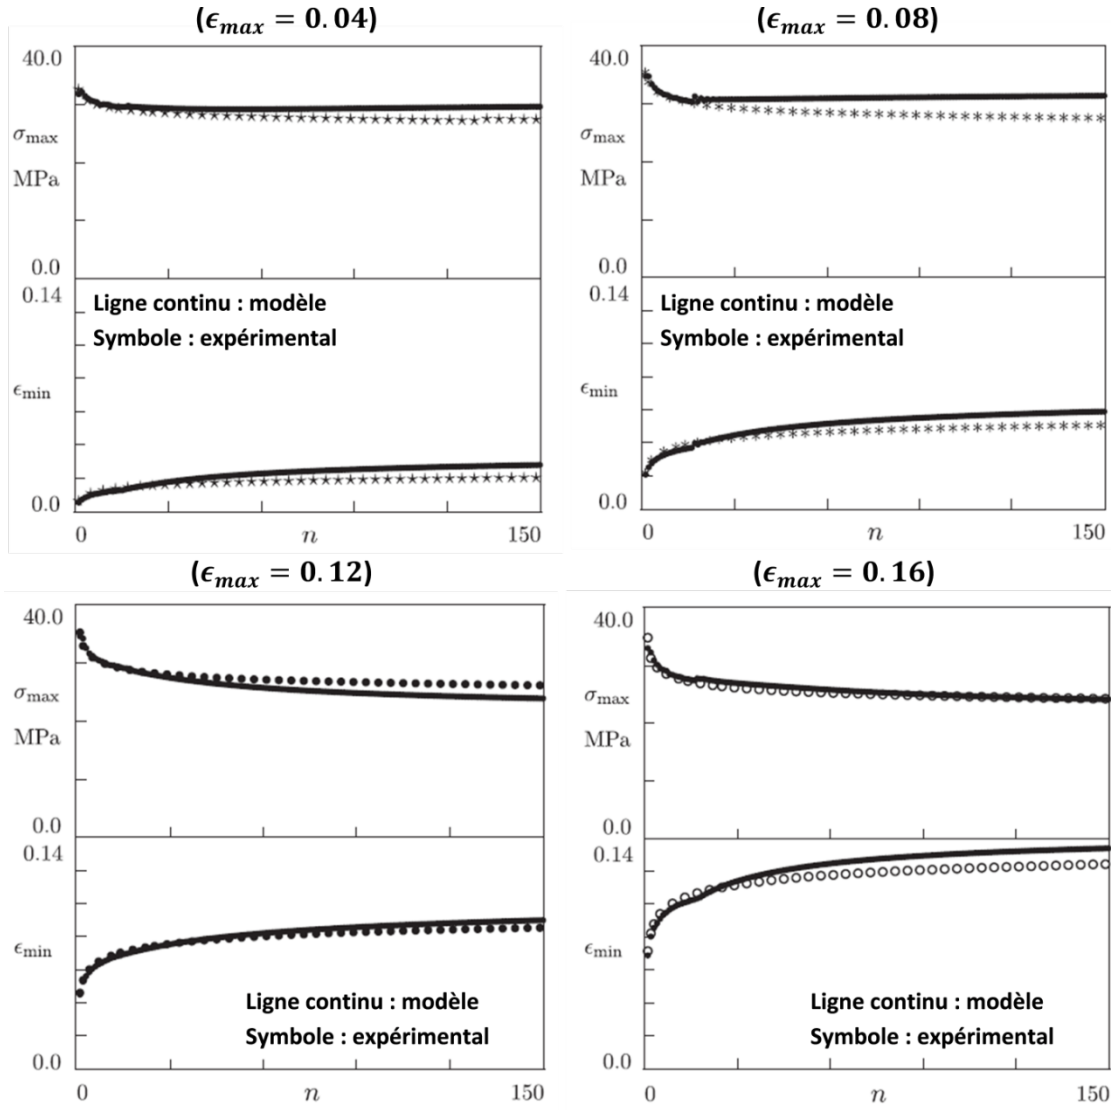 (ϵmax = 0.04)
40.0
σmax
MPa
0.0
0.14
Ligne continu : modèle
Symbole : expérimental
ϵmin
0.0
0 n 150
(ϵmax = 0.08)
40.0
σmax
MPa
0.0
0.14
Ligne continu : modèle
Symbole : expérimental
ϵmin
0.0
0 n 150
(ϵmax = 0.12)
40.0
σmax
MPa
0.0
0.14
ϵmin
Ligne continu : modèle
Symbole : expérimental
0.0
0 n 150
(ϵmax = 0.16)
40.0
σmax
MPa
0.0
0.14
ϵmin
Ligne continu : modèle
Symbole : expérimental
0.0
0 n 150